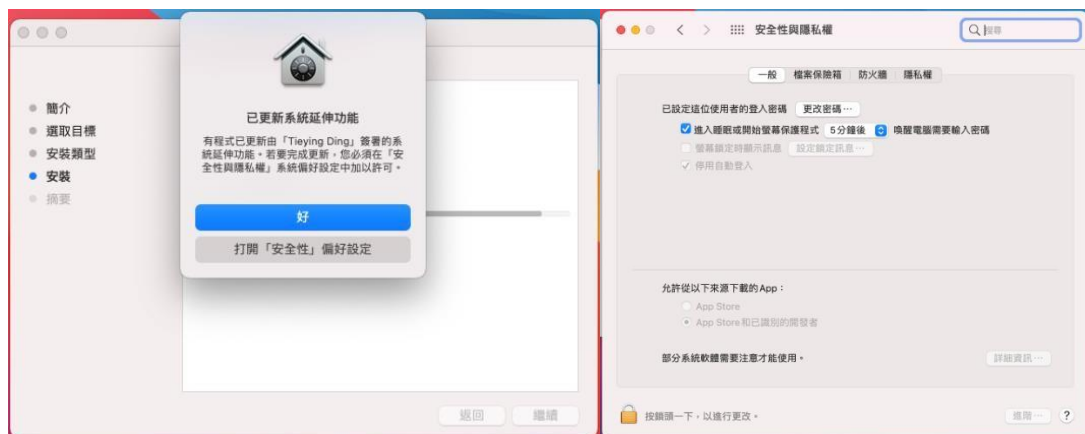 簡介
選取目標
安裝類型
安裝
摘要
已更新系統延伸功能
有程式已更新由「Tieying Ding」簽署的系
統延伸功能。若要完成更新，您必須在「安
全性與隱私權」系統偏好設定中加以許可。
好
打開「安全性」偏好設定
返回 繼續
安全性與隱私權 搜尋
一般 檔案保險箱 防火牆 隱私權
已設定這位使用者的登入密碼 更改密碼⋯
進入睡眠或開始螢幕保護程式 5分鐘後 喚醒電腦需要輸入密碼
螢幕鎖定時顯示訊息 設定鎖定訊息⋯
停用自動登入
允許從以下來源下載的App：
App Store
App Store和已識別的開發者
部分系統軟體需要注意才能使用。 詳細資訊⋯
按鎖頭一下，以進行更改。 進階⋯ ?